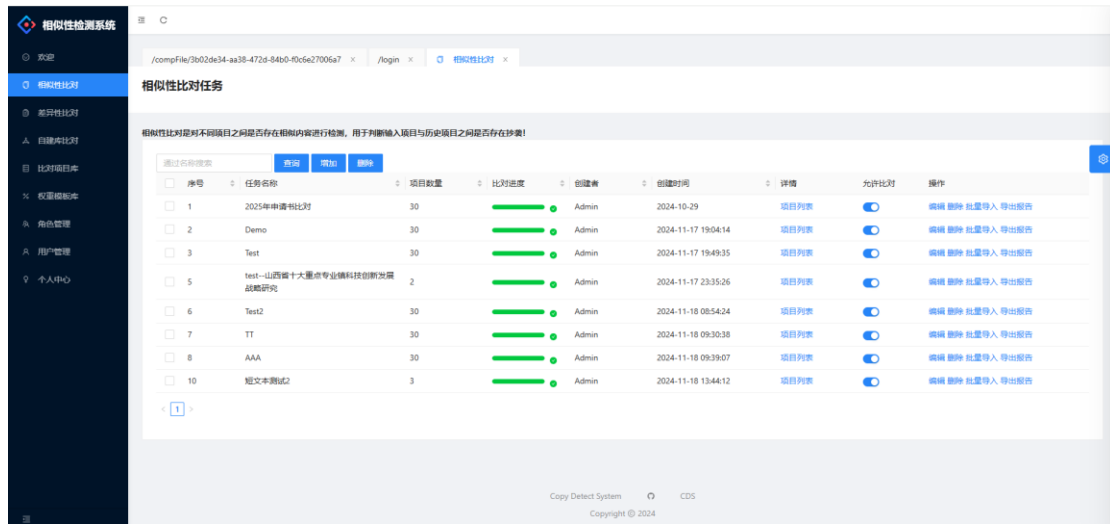 相似性检测系统
欢迎
相似性比对
差异性比对
自建库比对
比对项目库
权重模板库
角色管理
用户管理
个人中心
/compFile/3b02de34-aa38-472d-84b0-f0c6e27006a7 × /login × 相似性比对 ×
相似性比对任务
相似性比对是对不同项目之间是否存在相似内容进行检测，用于判断输入项目与历史项目之间是否存在抄袭！
通过名称搜索 查询 增加 删除
序号 任务名称 项目数量 比对进度 创建者 创建时间 详情 允许比对 操作
1 2025年申请书比对 30 Admin 2024-10-29 项目列表 编辑 删除 批量导入 导出报告
2 Demo 30 Admin 2024-11-17 19:04:14 项目列表 编辑 删除 批量导入 导出报告
3 Test 30 Admin 2024-11-17 19:49:35 项目列表 编辑 删除 批量导入 导出报告
5 test--山西省十大重点专业镇科技创新发展 2 Admin 2024-11-17 23:35:26 项目列表 编辑 删除 批量导入 导出报告
战略研究
6 Test2 30 Admin 2024-11-18 08:54:24 项目列表 编辑 删除 批量导入 导出报告
7 TT 30 Admin 2024-11-18 09:30:38 项目列表 编辑 删除 批量导入 导出报告
8 AAA 30 Admin 2024-11-18 09:39:07 项目列表 编辑 删除 批量导入 导出报告
10 短文本测试2 3 Admin 2024-11-18 13:44:12 项目列表 编辑 删除 批量导入 导出报告
< 1 >
Copy Detect System CDS
Copyright © 2024